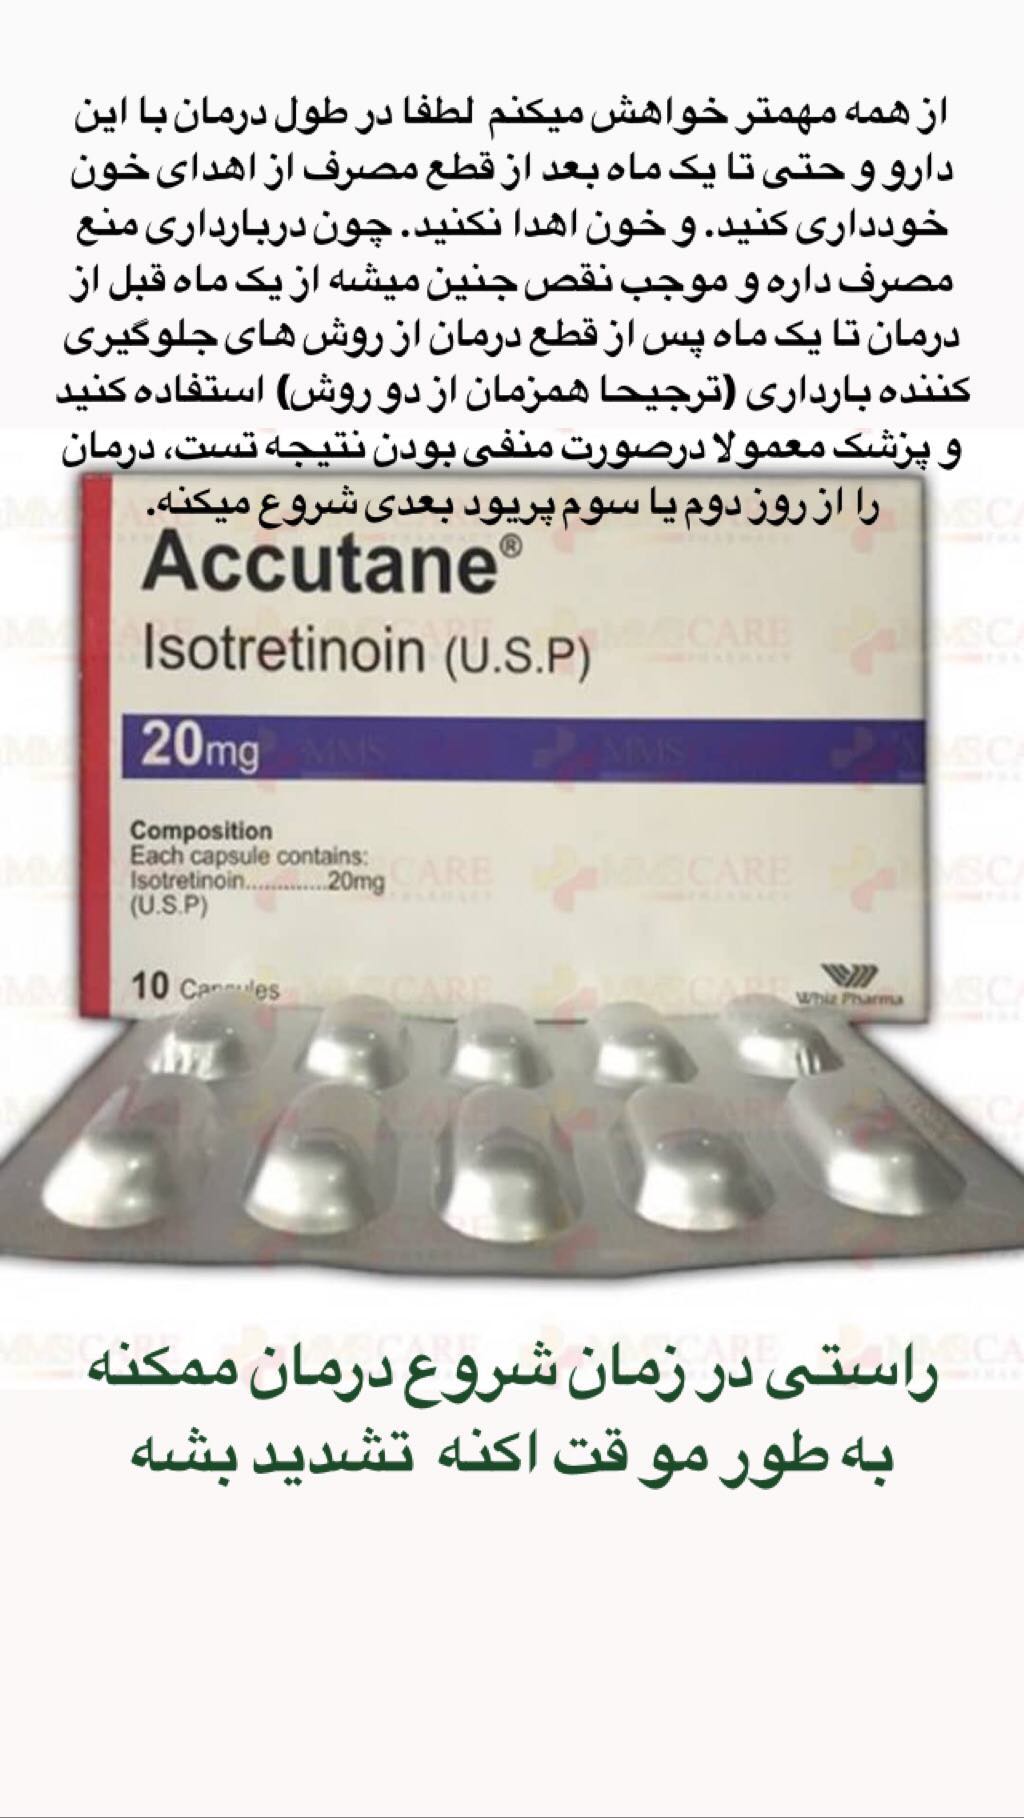 از همه مهمتر خواهش میکنم لطفا در طول درمان با این
دارو و حتی تا یک ماه بعد از قطع مصرف از اهدای خون
خودداری کنید. و خون اهدا نکنید. چون دربارداری منع
مصرف داره و موجب نقص جنین میشه از یک ماه قبل از
درمان تا یک ماه پس از قطع درمان از روش های جلوگیری
کننده بارداری (ترجیحا همزمان از دو روش) استفاده کنید
و پزشک معمولا درصورت منفی بودن نتیجه تست، درمان
را از روز دوم یا سوم پریود بعدی شروع میکنه.
Accutane®
Isotretinoin (U.S.P)
20mg
Composition
Each capsule contains:
Isotretinoin.............20mg
(U.S.P)
10 Capsules
Whiz Pharma
MMSCARE
PHARMACY
راستی در زمان شروع درمان ممکنه
به طور مو قت اکنه تشدید بشه